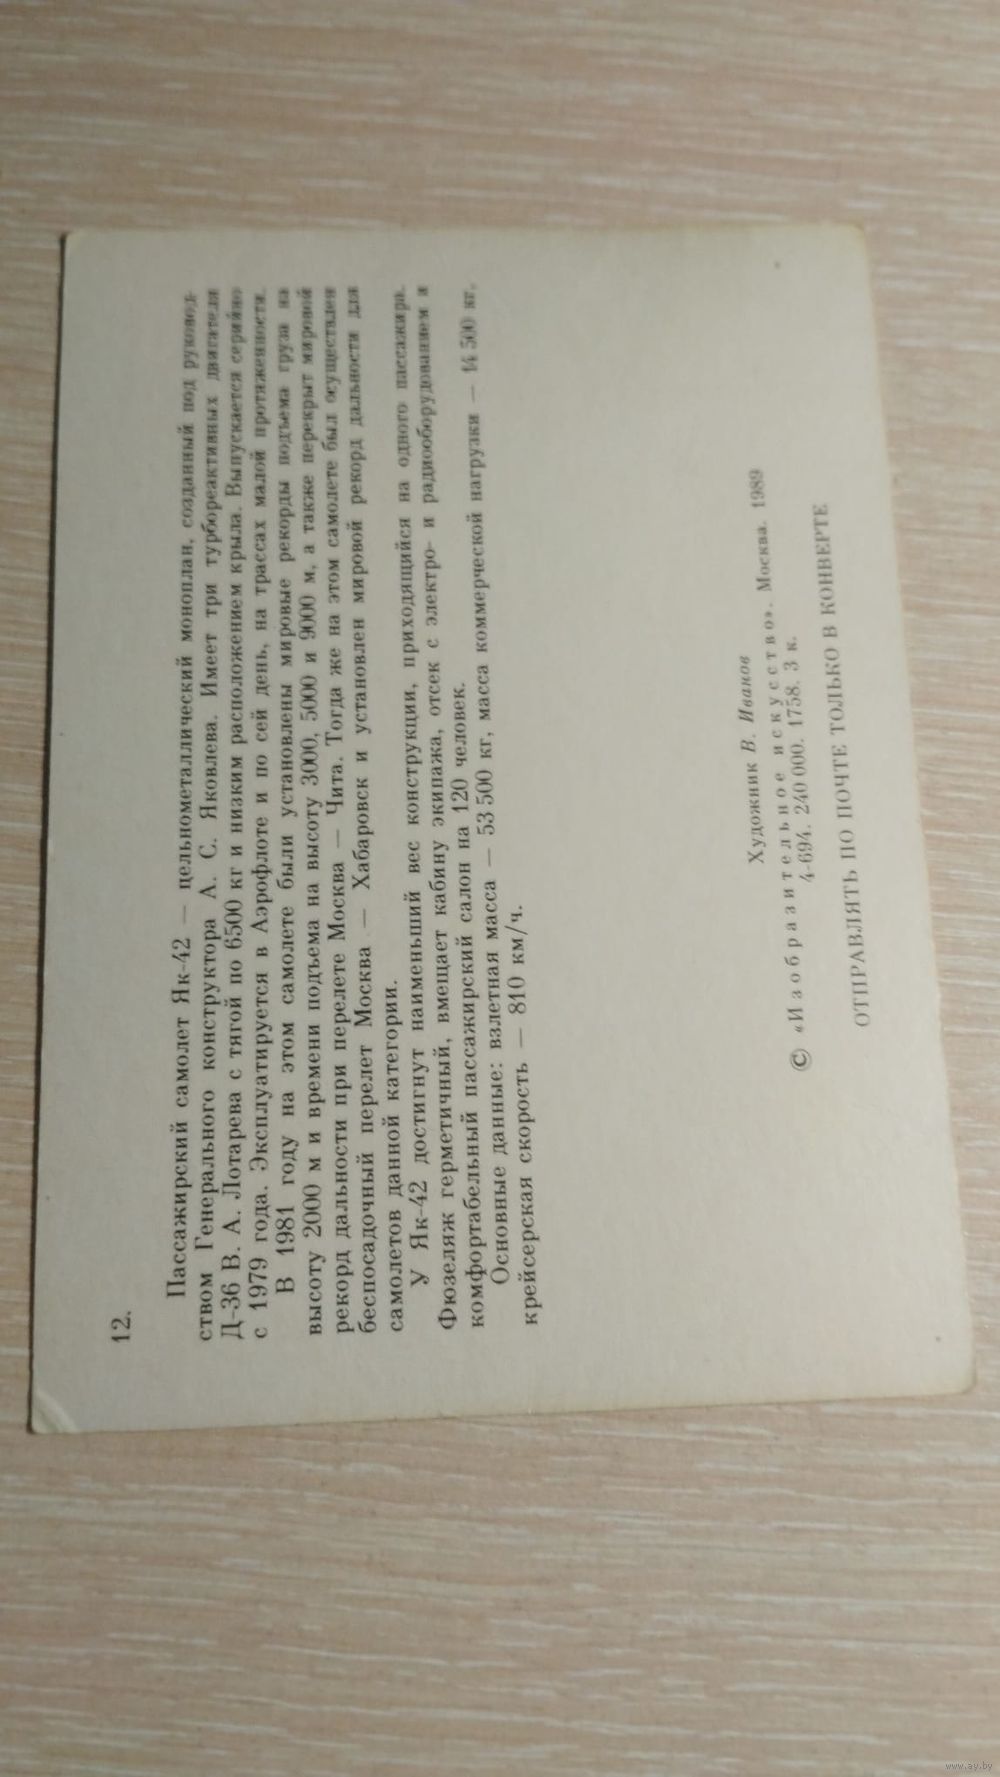 12.
Пассажирский самолет Як-42 — цельнометаллический моноплан, созданный под руковод-
ством Генерального конструктора А. С. Яковлева. Имеет три турбореактивных двигателя
Д-36 В. А. Лотарева с тягой по 6500 кг и низким расположением крыла. Выпускается серийно
с 1979 года. Эксплуатируется в Аэрофлоте и по сей день, на трассах малой протяженности.
В 1981 году на этом самолете были установлены мировые рекорды подъема груза на
высоту 2000 м и времени подъема на высоту 3000, 5000 и 9000 м, а также перекрыт мировой
рекорд дальности при перелете Москва — Чита. Тогда же на этом самолете был осуществлен
беспосадочный перелет Москва — Хабаровск и установлен мировой рекорд дальности для
самолетов данной категории.
У Як-42 достигнут наименьший вес конструкции, приходящийся на одного пассажира.
Фюзеляж герметичный, вмещает кабину экипажа, отсек с электро- и радиооборудованием и
комфортабельный пассажирский салон на 120 человек.
Основные данные: взлетная масса — 53 500 кг, масса коммерческой нагрузки — 14 500 кг,
крейсерская скорость — 810 км/ч.
Художник В. Иванов
© «Изобразительное искусство». Москва. 1989
4-694. 240 000. 1758. 3 к.
ОТПРАВЛЯТЬ ПО ПОЧТЕ ТОЛЬКО В КОНВЕРТЕ
www.ay.by